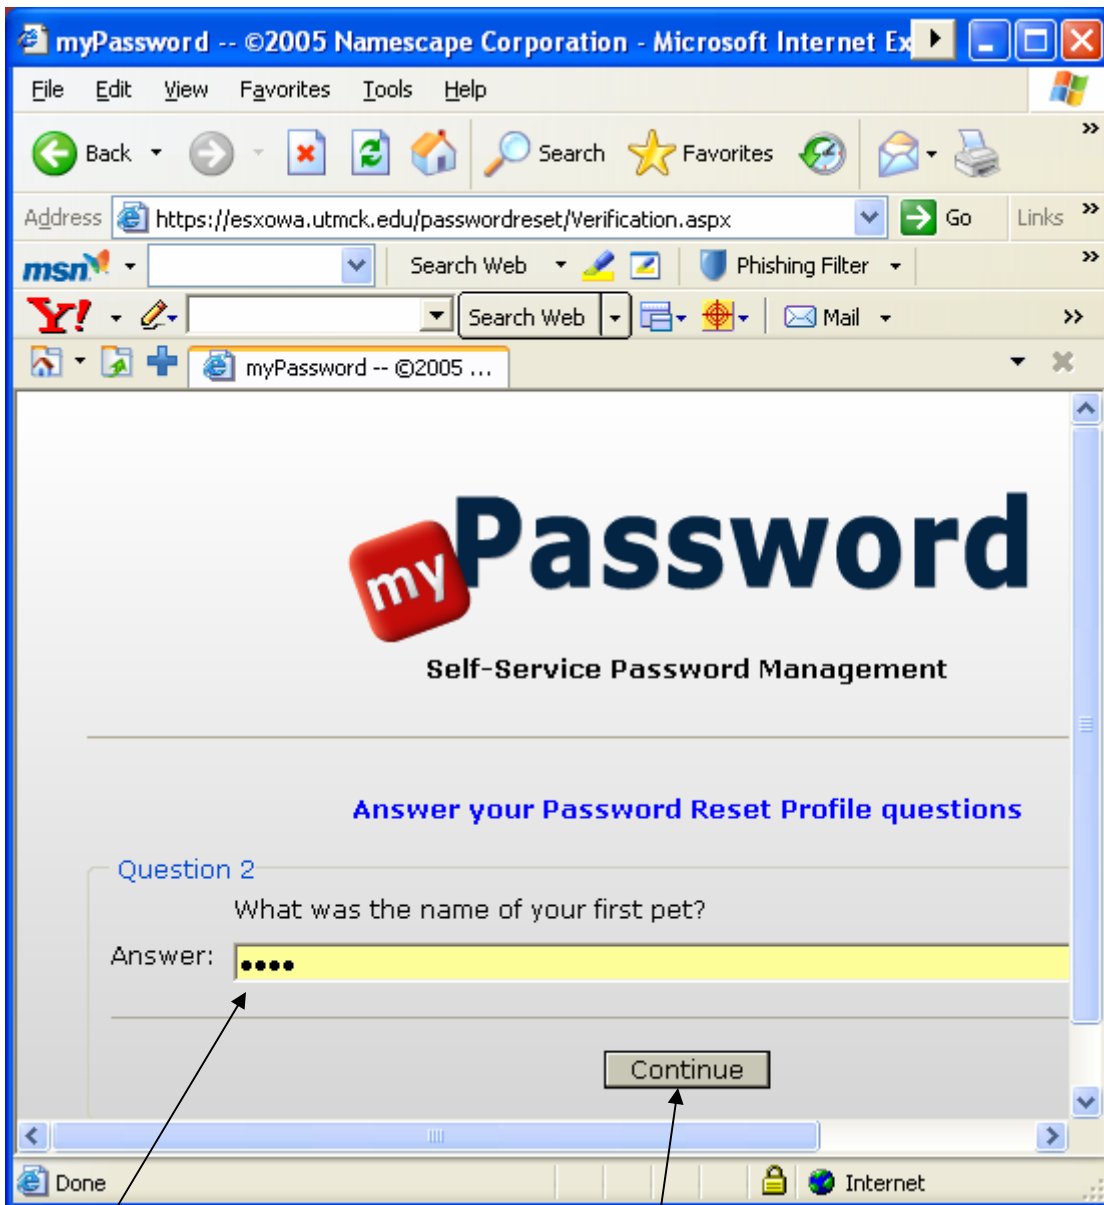 myPassword -- ©2005 Namescape Corporation - Microsoft Internet Ex
File Edit View Favorites Tools Help
Back Search Favorites »
Address https://esxowa.utmck.edu/passwordreset/Verification.aspx Go Links »
msn Search Web Phishing Filter »
Y! Search Web Mail »
myPassword -- ©2005 ...
myPassword
Self-Service Password Management
Answer your Password Reset Profile questions
Question 2
What was the name of your first pet?
Answer: ••••
Continue
Done Internet